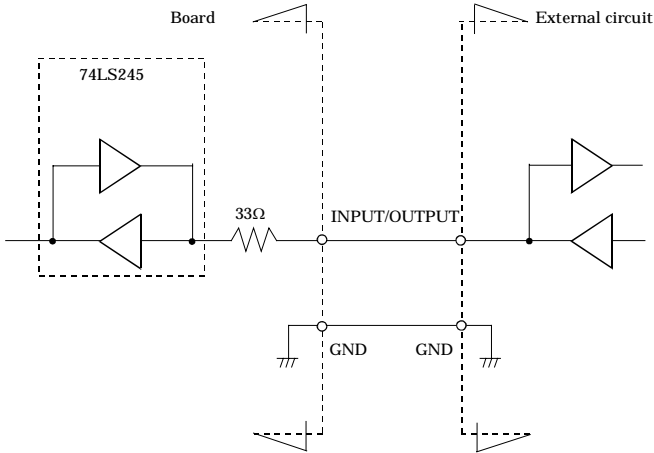 Board
External circuit
74LS245
33Ω
INPUT/OUTPUT
GND
GND